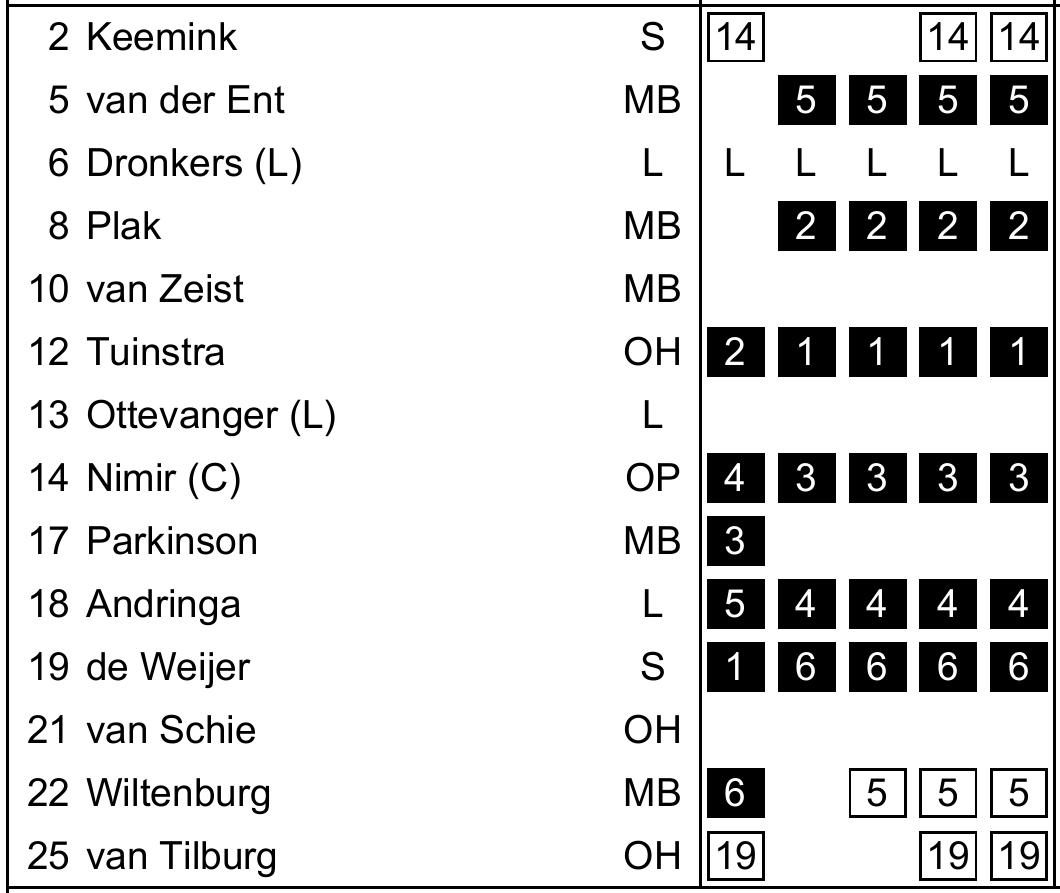 2 Keemink S 14 14 14
5 van der Ent MB 5 5 5 5
6 Dronkers (L) L L L L L L
8 Plak MB 2 2 2 2
10 van Zeist MB
12 Tuinstra OH 2 1 1 1 1
13 Ottevanger (L) L
14 Nimir (C) OP 4 3 3 3 3
17 Parkinson MB 3
18 Andringa L 5 4 4 4 4
19 de Weijer S 1 6 6 6 6
21 van Schie OH
22 Wiltenburg MB 6 5 5 5
25 van Tilburg OH 19 19 19